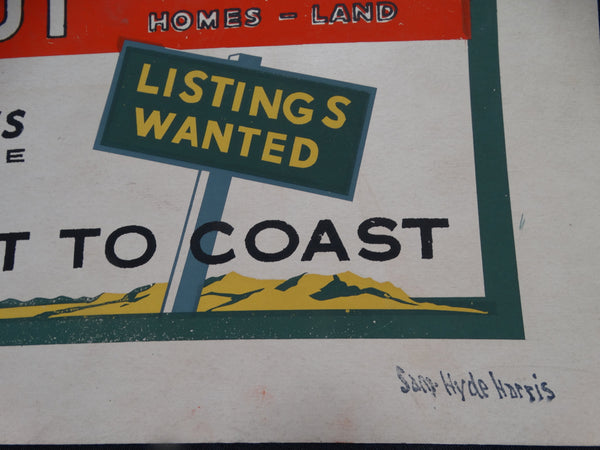 HOMES - LAND
LISTINGS
WANTED
T TO COAST
Sam Hyde Harris